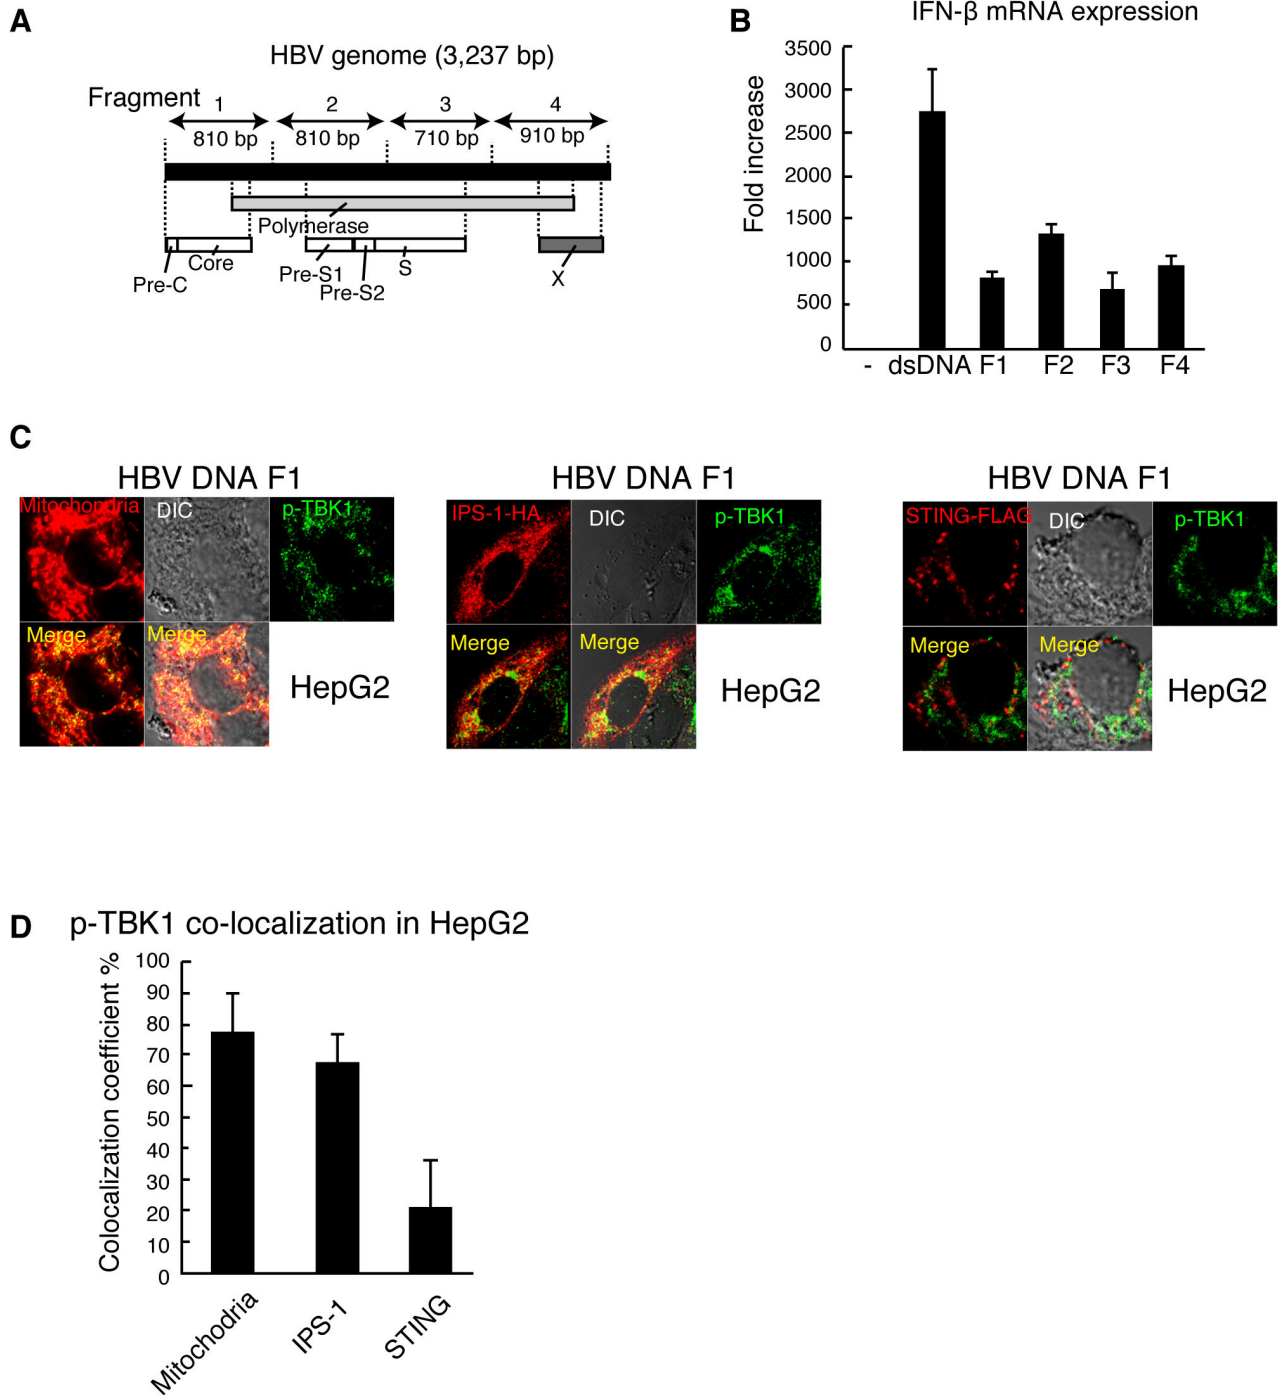 A
HBV genome (3,237 bp)
Fragment 1 2 3 4
810 bp 810 bp 710 bp 910 bp
Polymerase
Core
Pre-C
Pre-S1
Pre-S2
S
X
B
IFN-β mRNA expression
Fold increase
3500
3000
2500
2000
1500
1000
500
0
- dsDNA F1 F2 F3 F4
C
HBV DNA F1
Mitochondria DIC p-TBK1
Merge Merge
HepG2
HBV DNA F1
IPS-1-HA DIC p-TBK1
Merge Merge
HepG2
HBV DNA F1
STING-FLAG DIC p-TBK1
Merge Merge
HepG2
D
p-TBK1 co-localization in HepG2
Colocalization coefficient %
100
90
80
70
60
50
40
30
20
10
0
Mitochodria IPS-1 STING